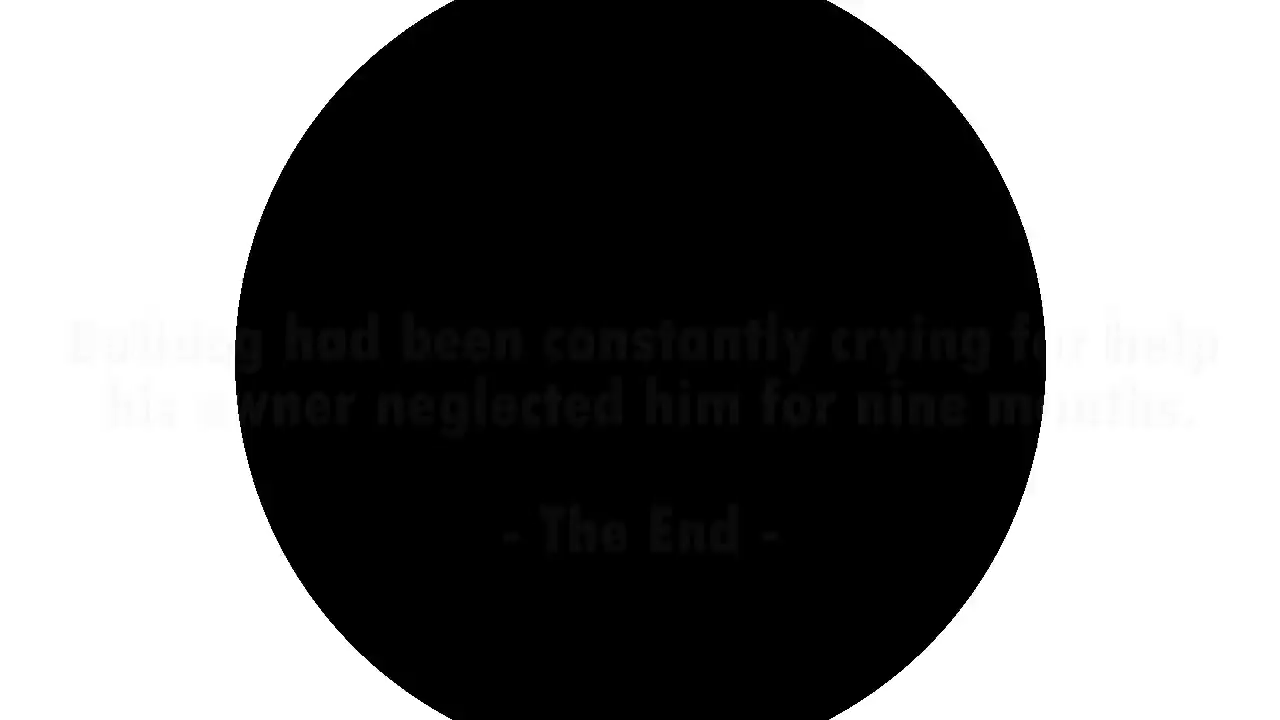 Bulldog had been constantly crying for help
his owner neglected him for nine months.
- The End -